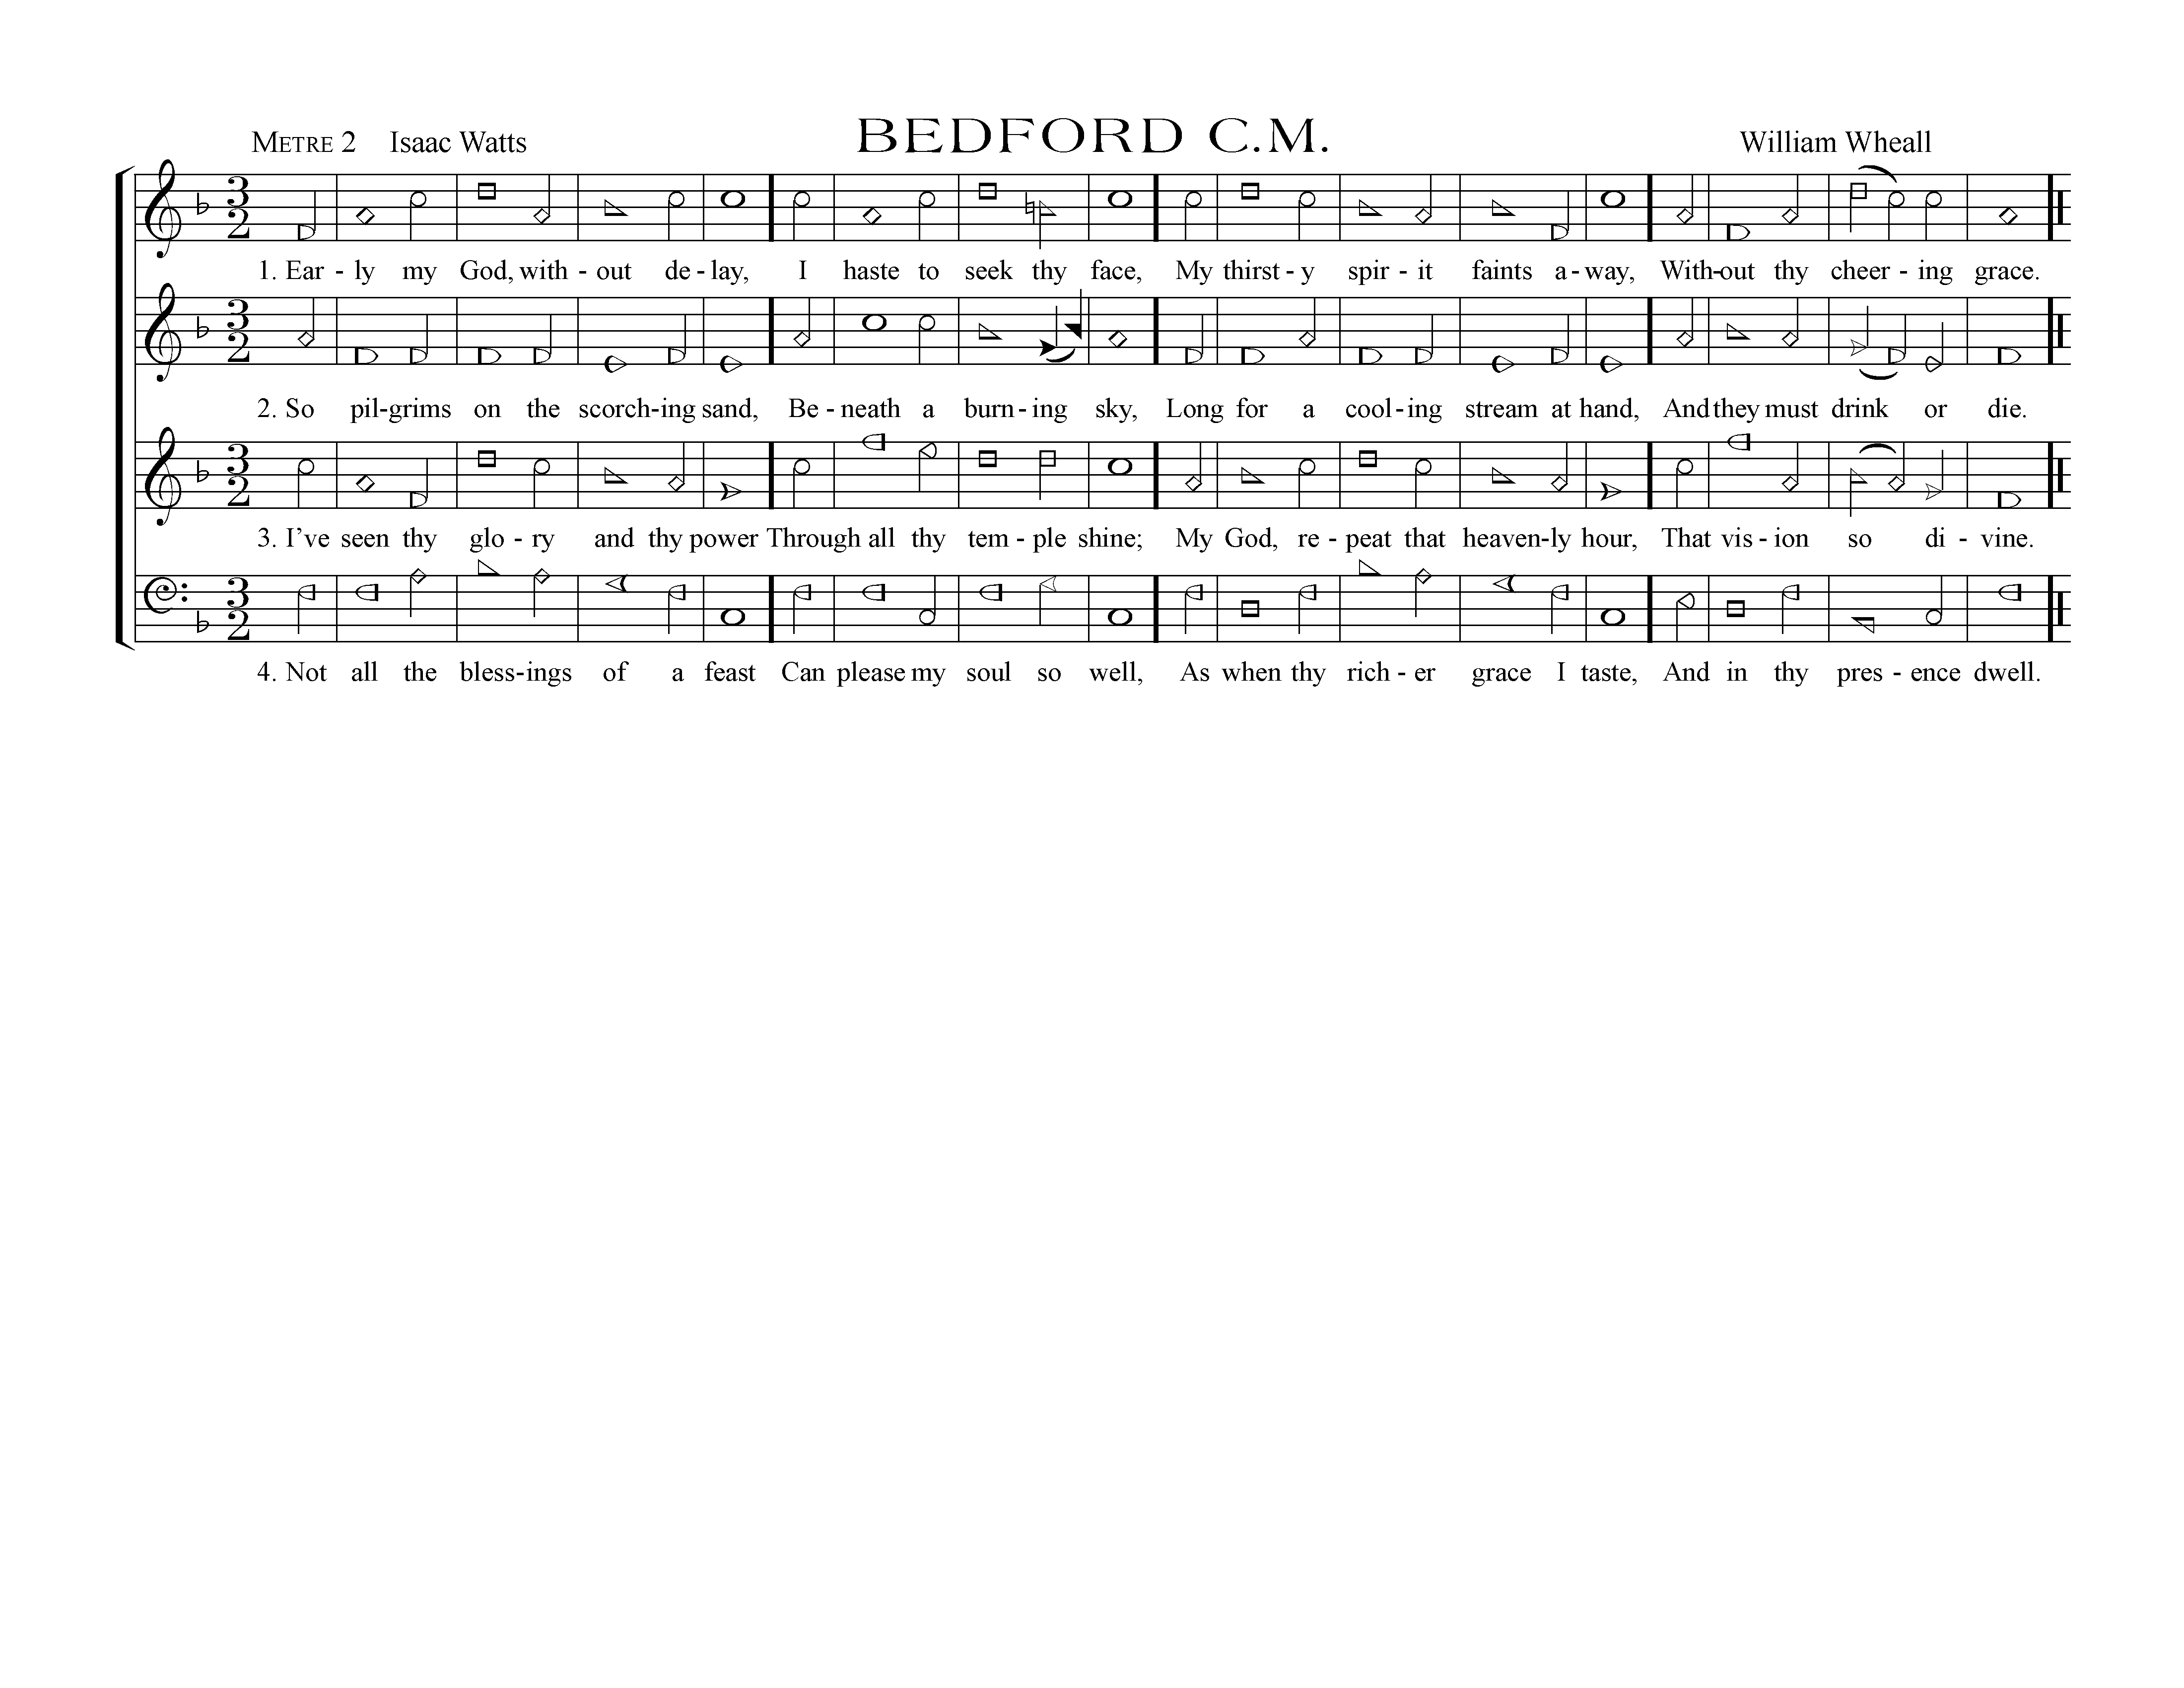 METRE 2 Isaac Watts BEDFORD C.M. William Wheall
3 2
1. Ear - ly my God, with - out de - lay, I haste to seek thy face, My thirst - y spir - it faints a - way, With-out thy cheer - ing grace.
3 2
2. So pil-grims on the scorch-ing sand, Be - neath a burn - ing sky, Long for a cool - ing stream at hand, And they must drink or die.
3 2
3. I’ve seen thy glo - ry and thy power Through all thy tem - ple shine; My God, re - peat that heaven-ly hour, That vis - ion so di - vine.
3 2
4. Not all the bless-ings of a feast Can please my soul so well, As when thy rich - er grace I taste, And in thy pres - ence dwell.